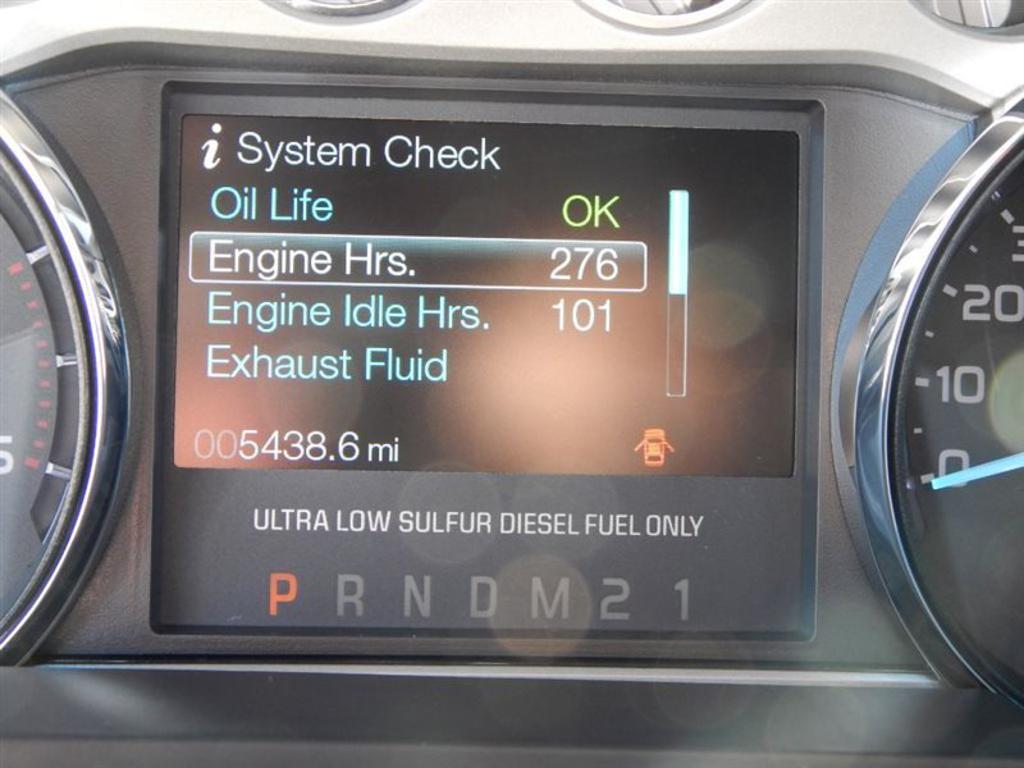 i System Check
Oil Life OK
Engine Hrs. 276
Engine Idle Hrs. 101
Exhaust Fluid
005438.6 mi
ULTRA LOW SULFUR DIESEL FUEL ONLY
P R N D M 2 1
5
20
10
0